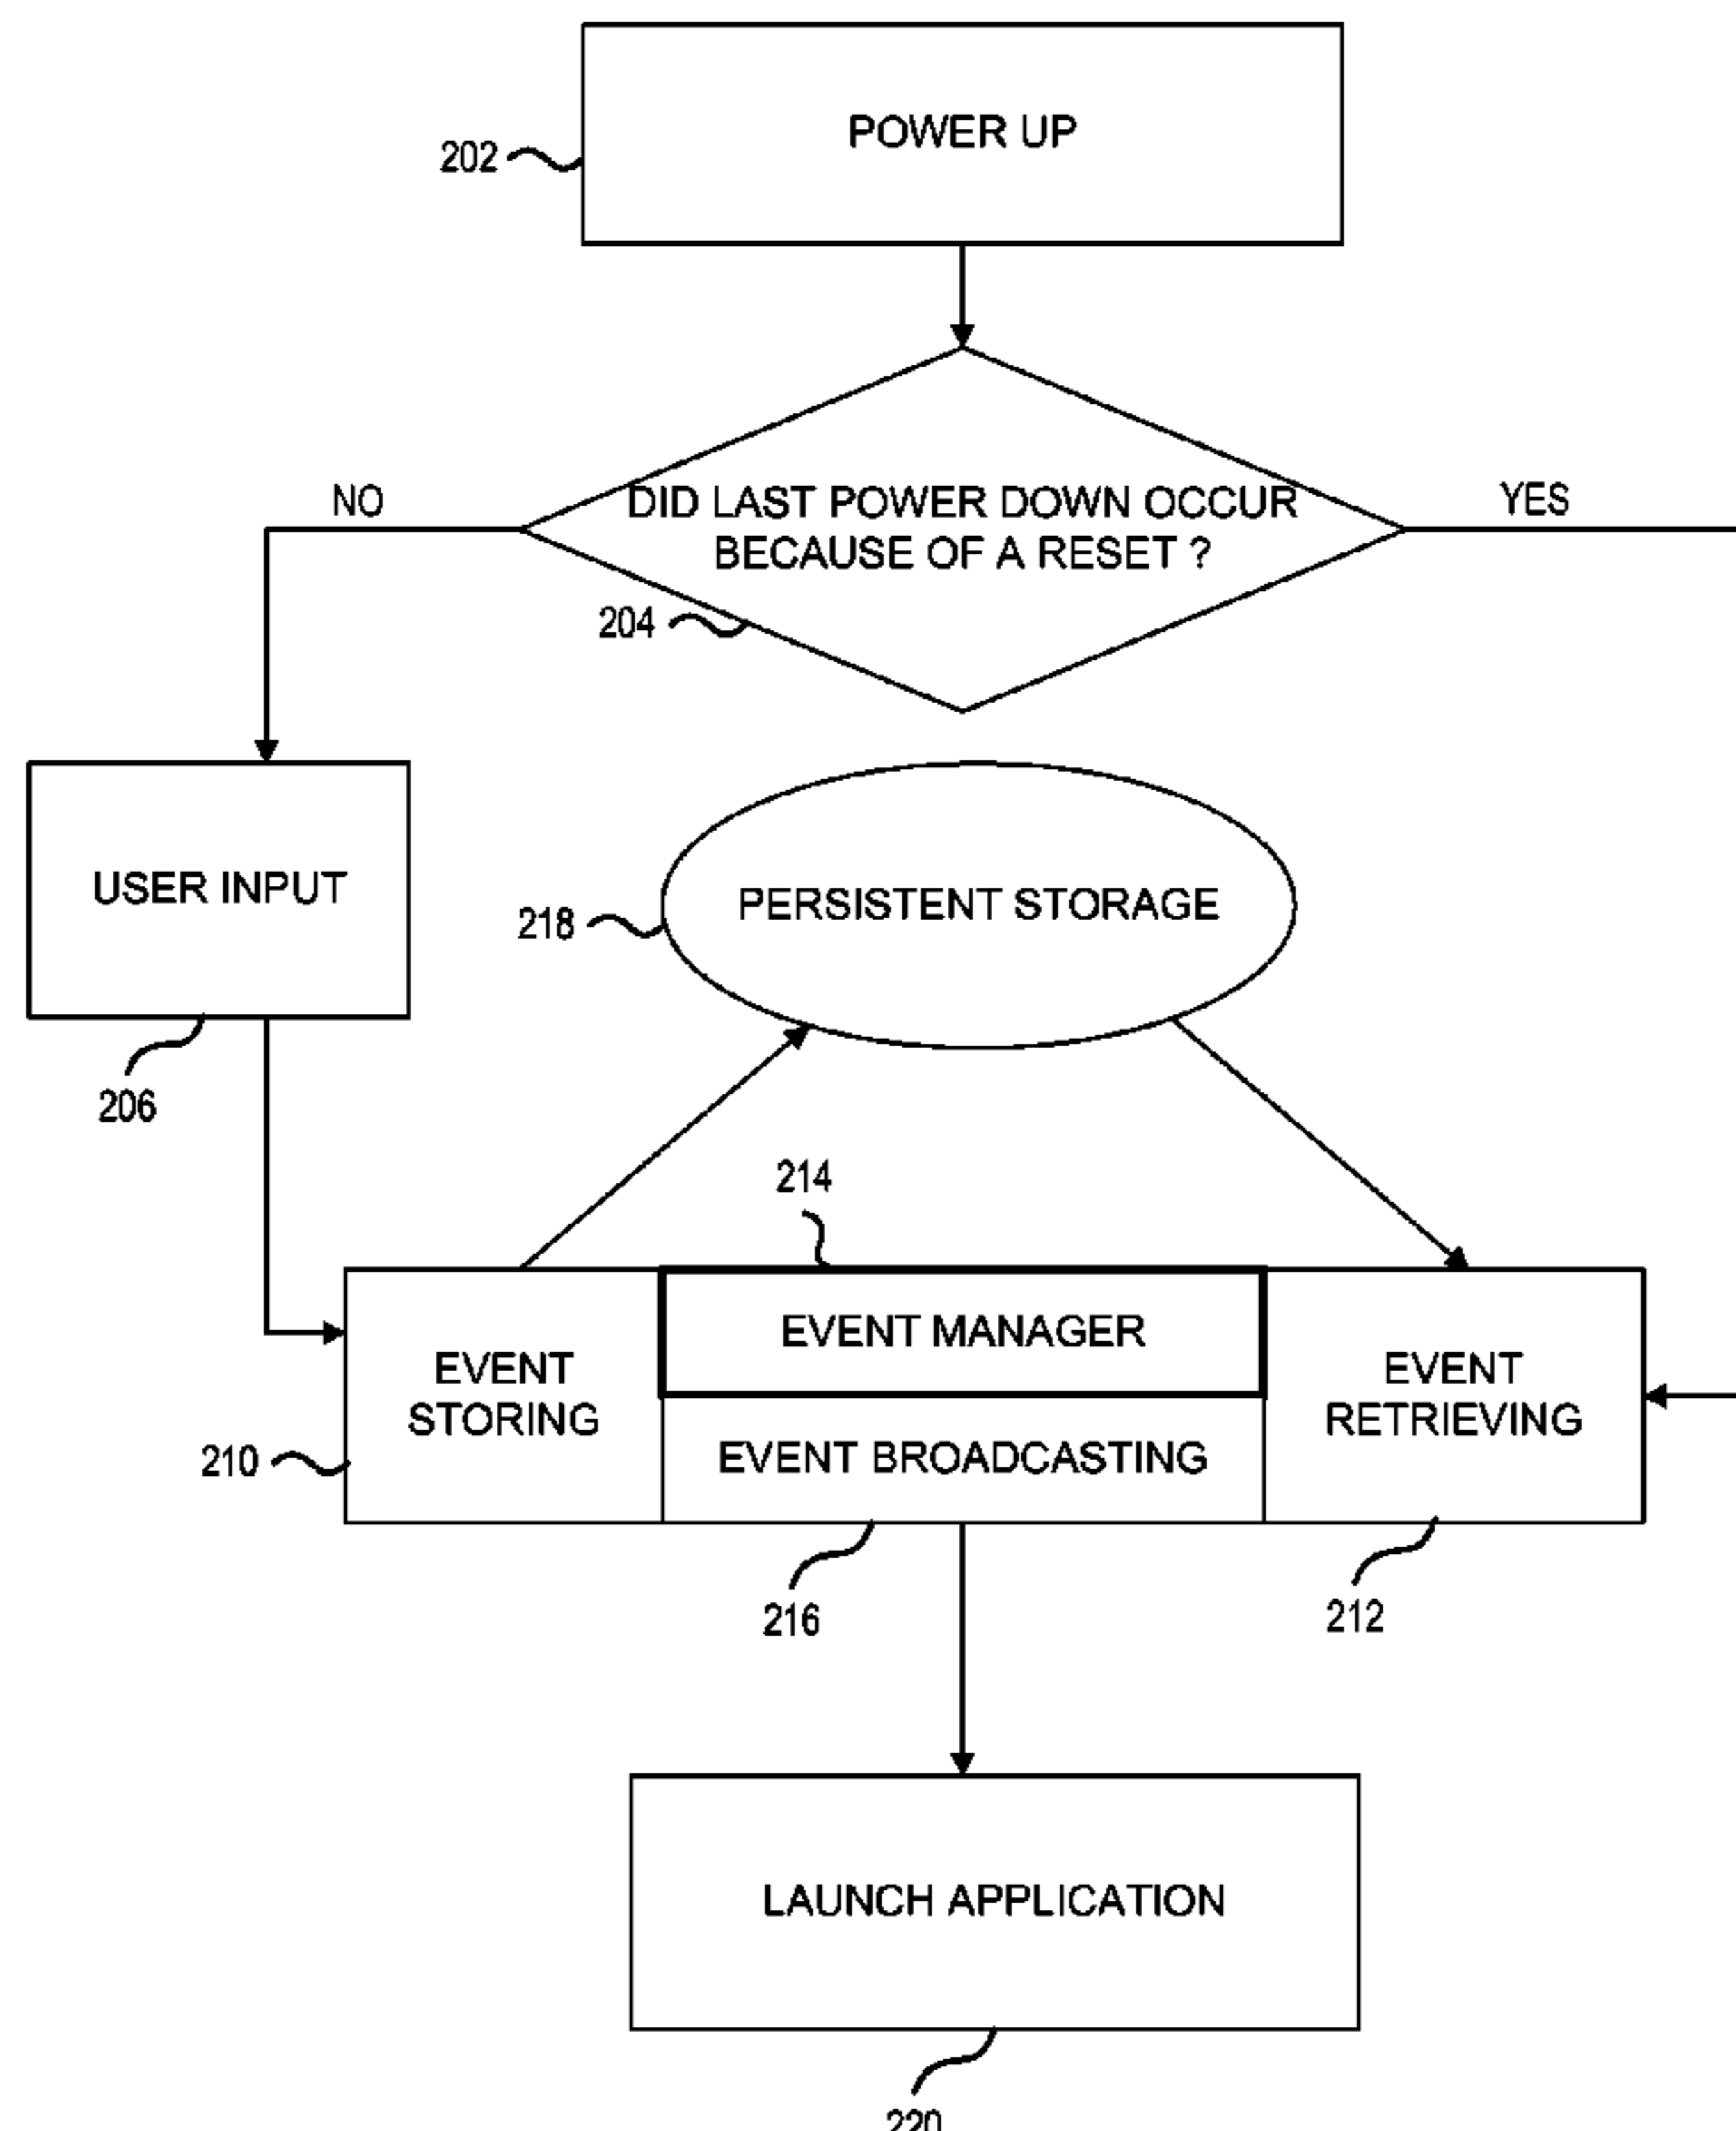 POWER UP
202
NO
YES
DID LAST POWER DOWN OCCUR
BECAUSE OF A RESET ?
204
USER INPUT
PERSISTENT STORAGE
218
206
214
EVENT MANAGER
EVENT
STORING
EVENT
RETRIEVING
EVENT BROADCASTING
210
216
212
LAUNCH APPLICATION
220